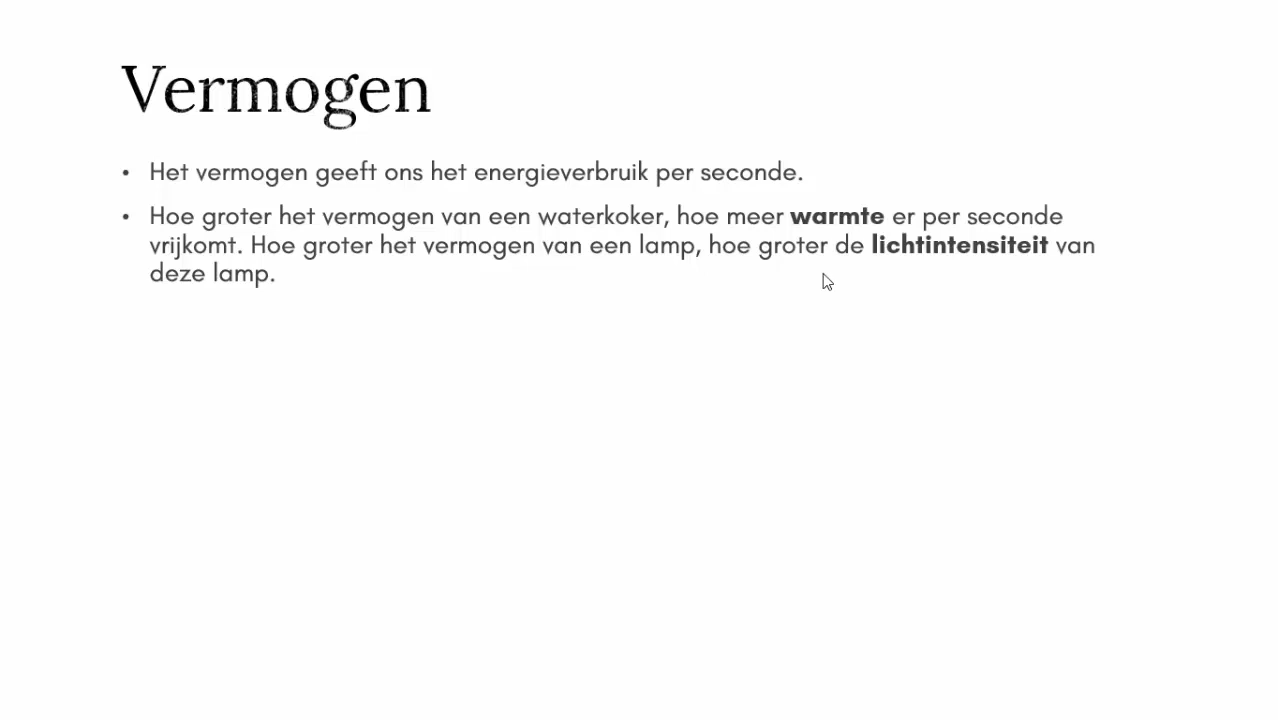 Vermogen
• Het vermogen geeft ons het energieverbruik per seconde.
• Hoe groter het vermogen van een waterkoker, hoe meer warmte er per seconde
vrijkomt. Hoe groter het vermogen van een lamp, hoe groter de lichtintensiteit van
deze lamp.